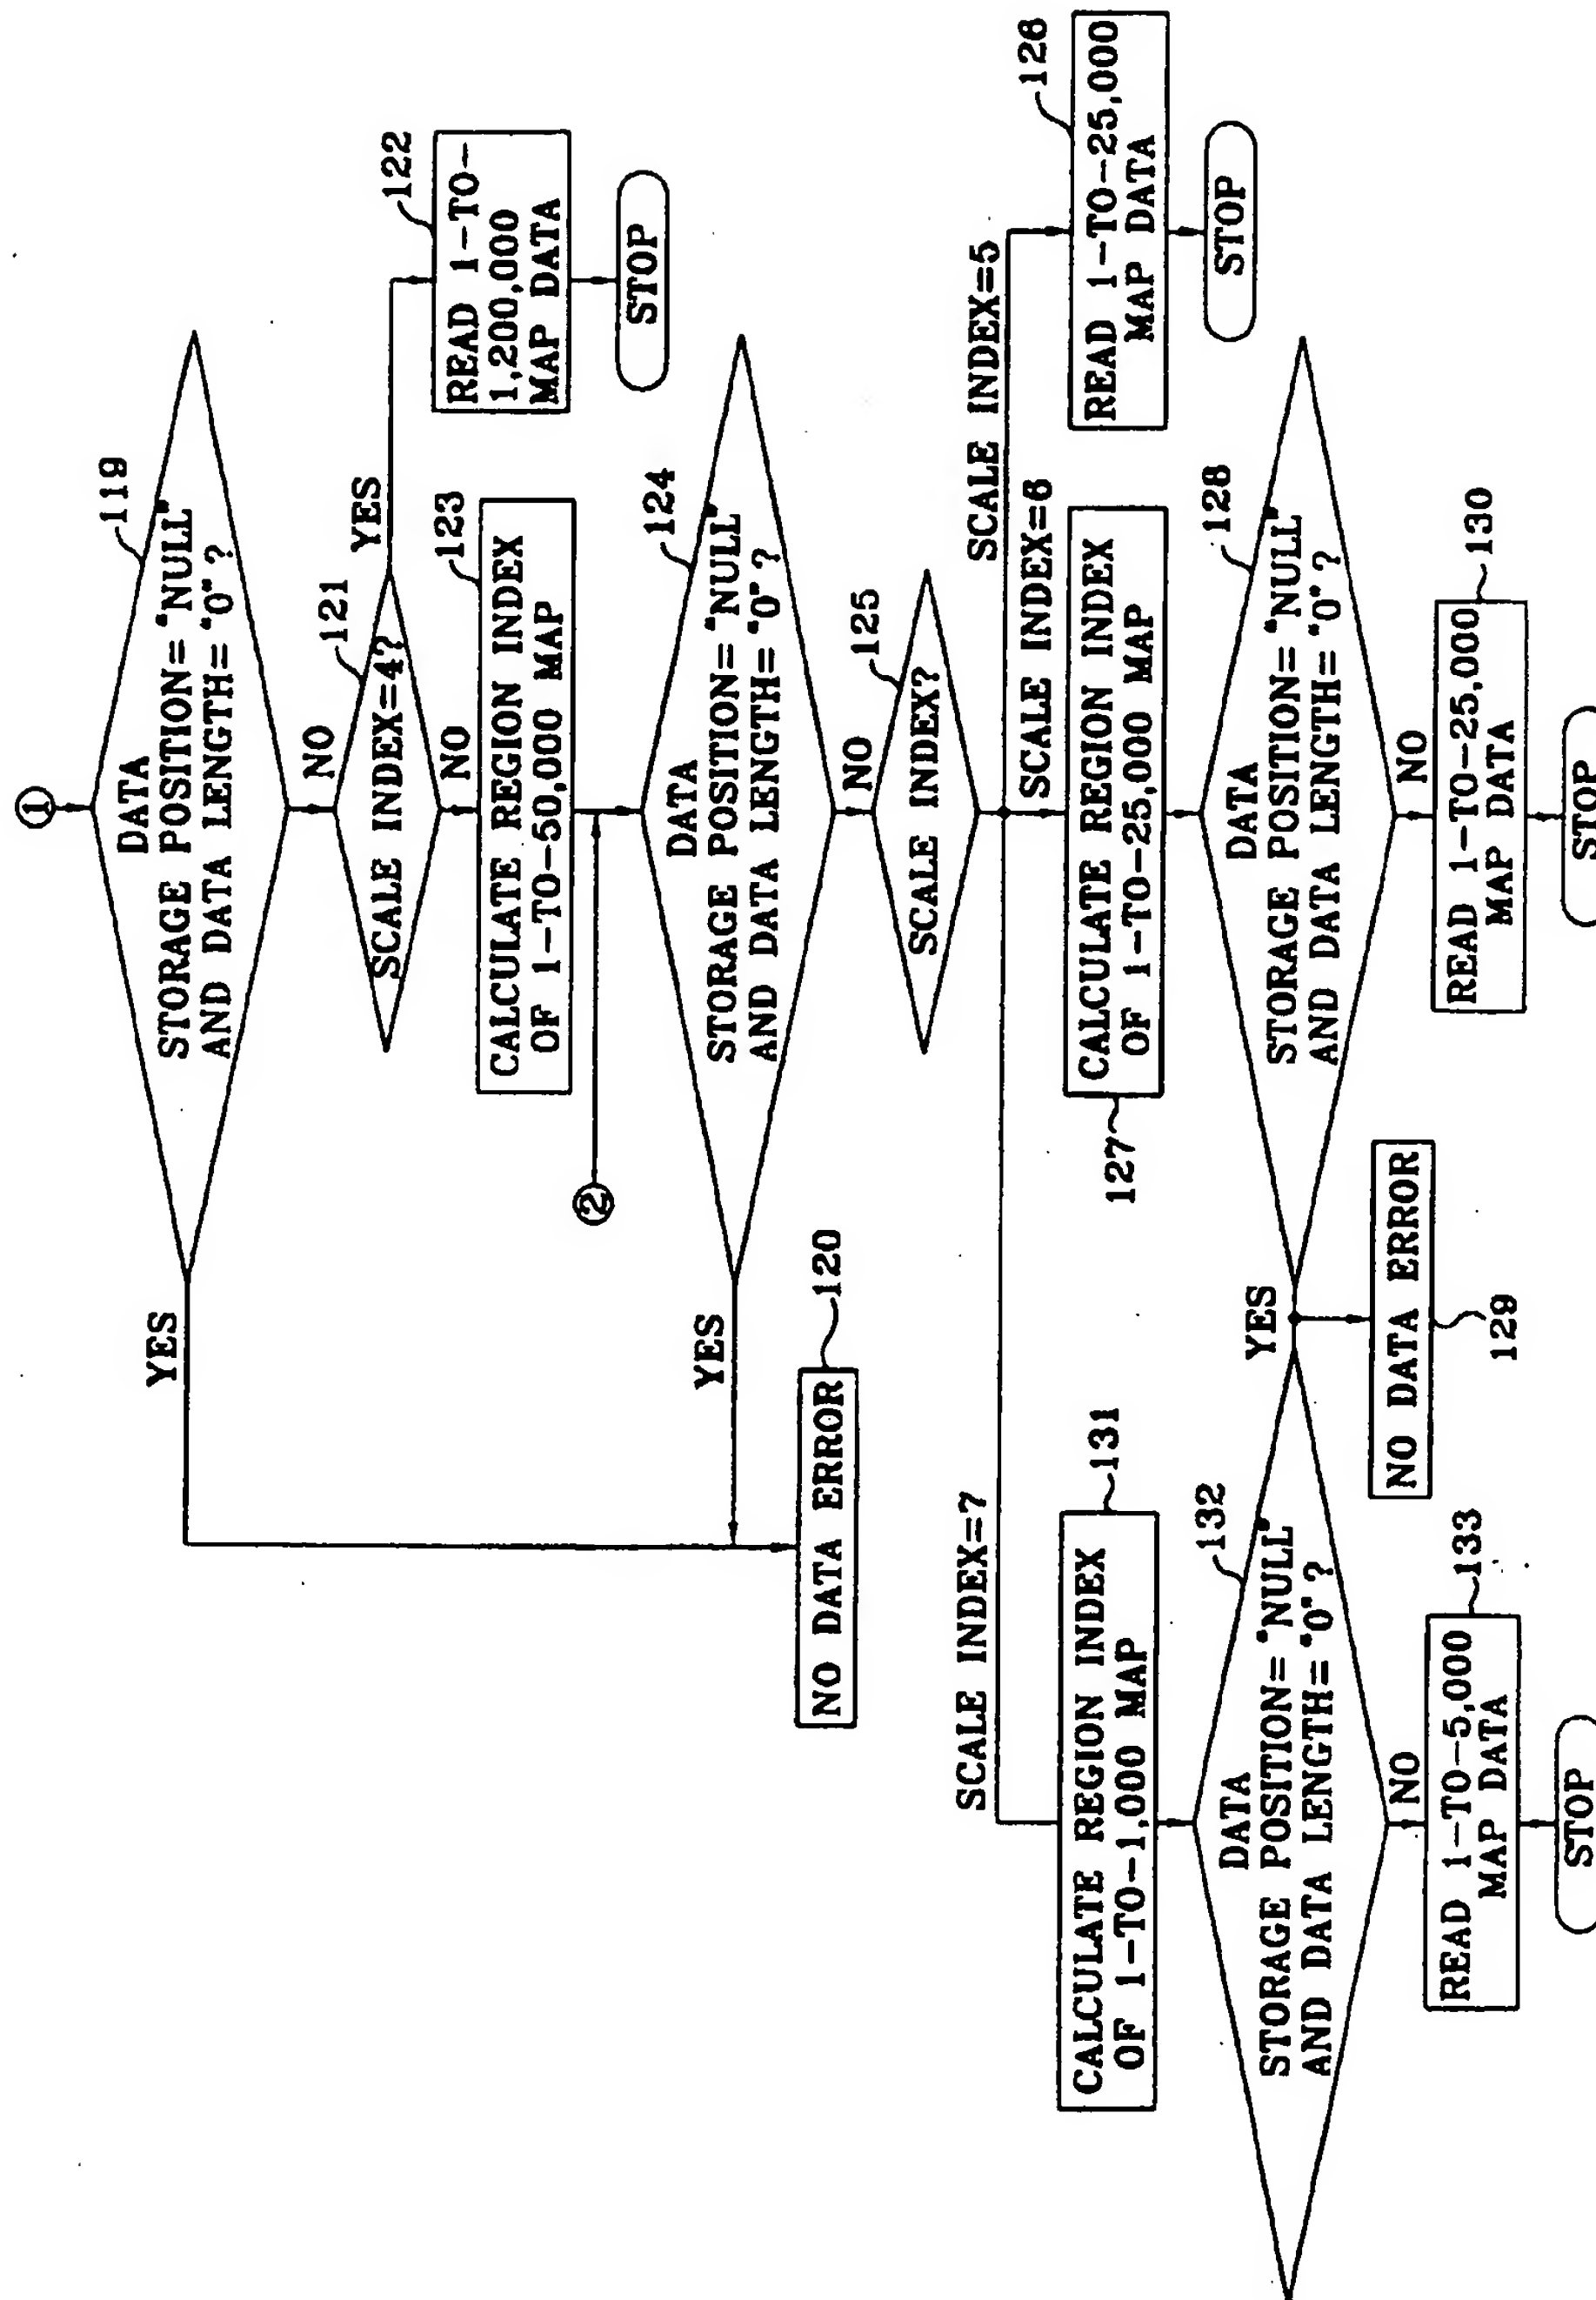 ①
119
DATA
STORAGE POSITION="NULL"
AND DATA LENGTH="0"?
YES
NO
121
SCALE INDEX=4?
YES
122
READ 1-TO-
1,200,000
MAP DATA
STOP
NO
123
CALCULATE REGION INDEX
OF 1-TO-50,000 MAP
②
124
DATA
STORAGE POSITION="NULL"
AND DATA LENGTH="0"?
YES
120
NO DATA ERROR
NO
125
SCALE INDEX?
SCALE INDEX=5
126
READ 1-TO-25,000
MAP DATA
STOP
SCALE INDEX=6
CALCULATE REGION INDEX
OF 1-TO-25,000 MAP
127
128
DATA
STORAGE POSITION="NULL"
AND DATA LENGTH="0"?
YES
NO DATA ERROR
129
NO
130
READ 1-TO-25,000
MAP DATA
STOP
SCALE INDEX=7
131
CALCULATE REGION INDEX
OF 1-TO-1,000 MAP
132
DATA
STORAGE POSITION="NULL"
AND DATA LENGTH="0"?
NO
133
READ 1-TO-5,000
MAP DATA
STOP